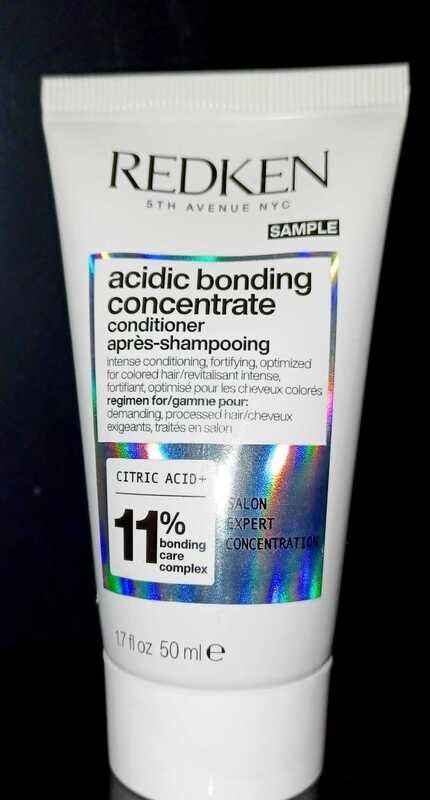 REDKEN
5TH AVENUE NYC
SAMPLE
acidic bonding
concentrate
conditioner
après-shampooing
intense conditioning, fortifying, optimized
for colored hair/revitalisant intense,
fortifiant, optimisé pour les cheveux colorés
regimen for/gamme pour:
demanding, processed hair/cheveux
exigeants, traités en salon
CITRIC ACID+
11%
bonding
care
complex
SALON
EXPERT
CONCENTRATION
1.7 fl oz 50 ml ℮